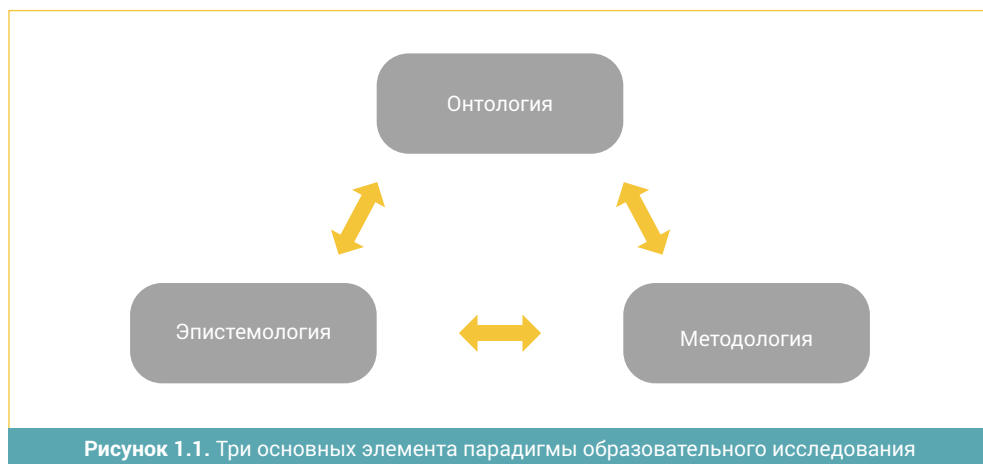 Онтология
Эпистемология
Методология
Рисунок 1.1. Три основных элемента парадигмы образовательного исследования